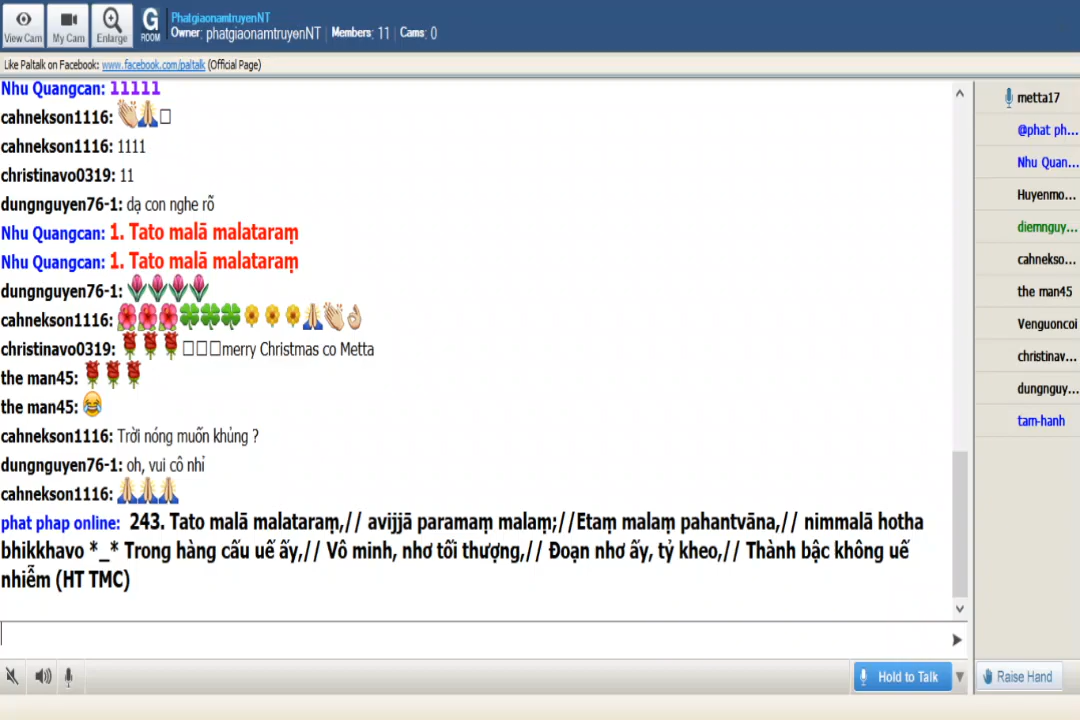 PhatgiaonamtruyenNT
View Cam My Cam Enlarge G ROOM Owner: phatgiaonamtruyenNT Members: 11 Cams: 0
Like Paltalk on Facebook: www.facebook.com/paltalk (Official Page)
Nhu Quangcan: 11111
cahnekson1116: 👏🙏□
cahnekson1116: 1111
christinavo0319: 11
dungnguyen76-1: dạ con nghe rõ
Nhu Quangcan: 1. Tato malā malataraṃ
Nhu Quangcan: 1. Tato malā malataraṃ
dungnguyen76-1: 🌷🌷🌷🌷
cahnekson1116: 🌺🌺🌺🍀🍀🍀🌼🌼🌼🙏👏👌
christinavo0319: 🌹🌹🌹□□□merry Christmas co Metta
the man45: 🌹🌹🌹
the man45: 😂
cahnekson1116: Trời nóng muốn khủng ?
dungnguyen76-1: oh, vui cô nhỉ
cahnekson1116: 🙏🙏🙏
phat phap online: 243. Tato malā malataraṃ,// avijjā paramaṃ malaṃ;//Etaṃ malaṃ pahantvāna,// nimmalā hotha
bhikkhavo *_* Trong hàng cấu uế ấy,// Vô minh, nhơ tối thượng,// Đoạn nhơ ấy, tỷ kheo,// Thành bậc không uế
nhiễm (HT TMC)
metta17
@phat ph...
Nhu Quan...
Huyenmo...
diemnguy...
cahnekso...
the man45
Venguoncoi
christinav...
dungnguy...
tam-hanh
Hold to Talk
Raise Hand